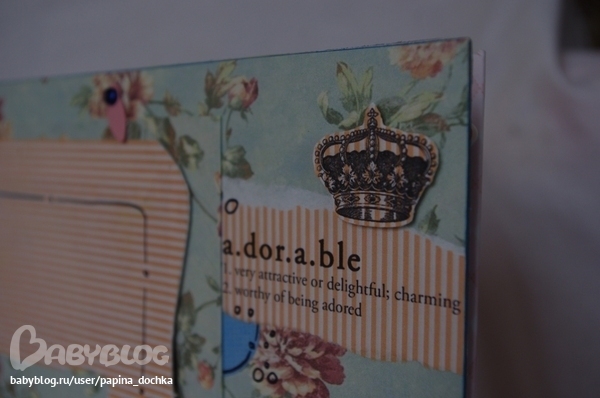 a.dor.a.ble
1. very attractive or delightful; charming
2. worthy of being adored
BABYBLOG
babyblog.ru/user/papina_dochka